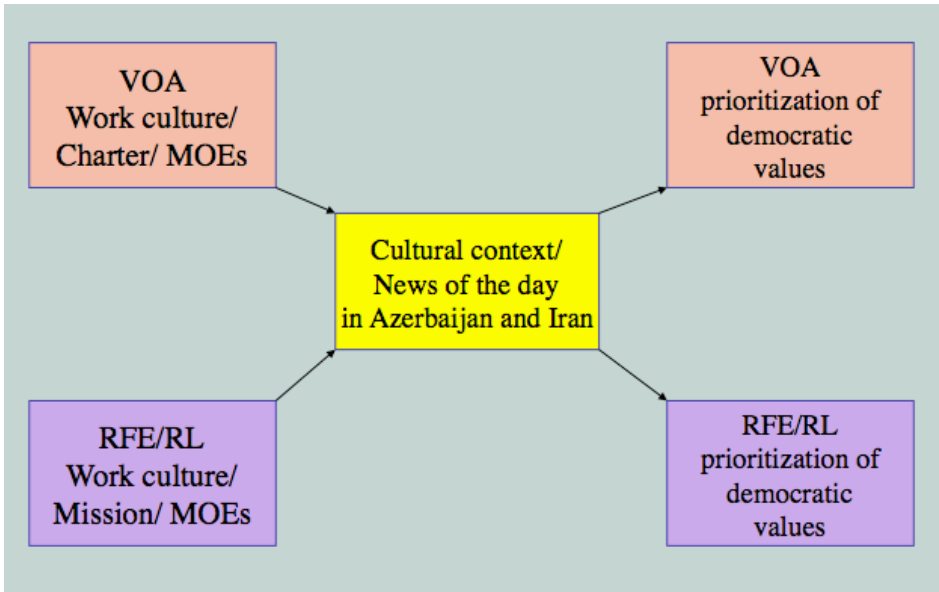 VOA
Work culture/
Charter/ MOEs
VOA
prioritization of
democratic
values
Cultural context/
News of the day
in Azerbaijan and Iran
RFE/RL
Work culture/
Mission/ MOEs
RFE/RL
prioritization of
democratic
values